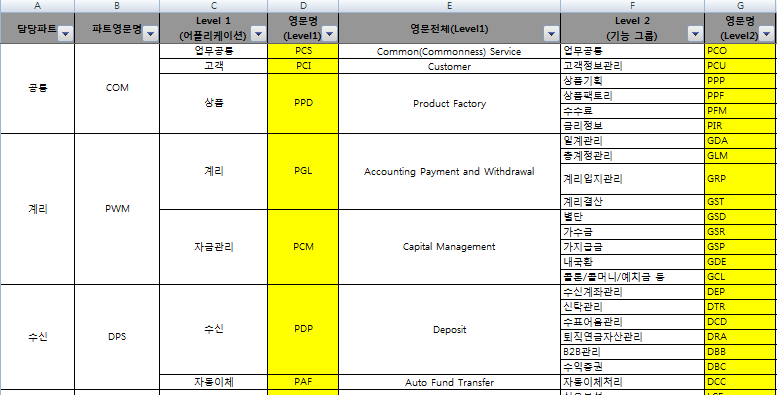 A B C D E F G
담당파트 파트영문명 Level 1 (어플리케이션) 영문명 (Level1) 영문전체(Level1) Level 2 (기능 그룹) 영문명 (Level2)
업무공통 PCS Common(Commonness) Service 업무공통 PCO
고객 PCI Customer 고객정보관리 PCU
공통 COM 상품 PPD Product Factory 상품기획 PPP
상품팩토리 PPF
수수료 PFM
금리정보 PIR
계리 PWM 계리 PGL Accounting Payment and Withdrawal 일계관리 GDA
총계정관리 GLM
계리입지관리 GRP
계리결산 GST
자금관리 PCM Capital Management 별단 GSD
가수금 GSR
가지급금 GSP
내국환 GDE
콜론/콜머니/예치금 등 GCL
수신 DPS 수신 PDP Deposit 수신계좌관리 DEP
신탁관리 DTR
수표어음관리 DCD
퇴직연금자산관리 DRA
B2B관리 DBB
수익증권 DBC
자동이체 PAF Auto Fund Transfer 자동이체처리 DCC